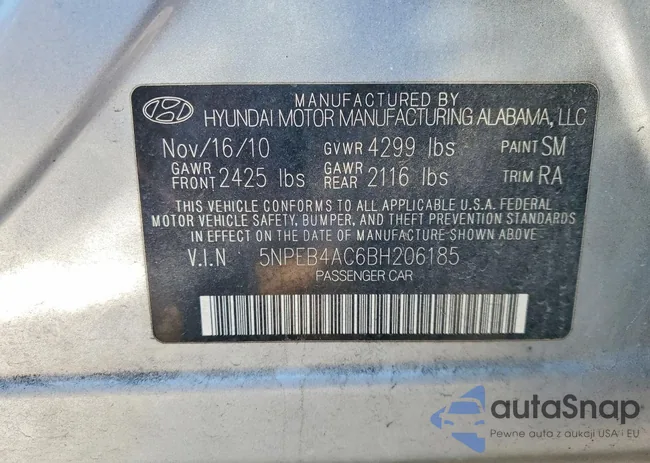 MANUFACTURED BY
HYUNDAI MOTOR MANUFACTURING ALABAMA, LLC
Nov/16/10 GVWR 4299 lbs PAINT SM
GAWR FRONT 2425 lbs GAWR REAR 2116 lbs TRIM RA
THIS VEHICLE CONFORMS TO ALL APPLICABLE U.S.A. FEDERAL
MOTOR VEHICLE SAFETY, BUMPER, AND THEFT PREVENTION STANDARDS
IN EFFECT ON THE DATE OF MANUFACTURE SHOWN ABOVE.
V.I.N 5NPEB4AC6BH206185
PASSENGER CAR
autoSnap
Pewne auta z aukcji USA i EU